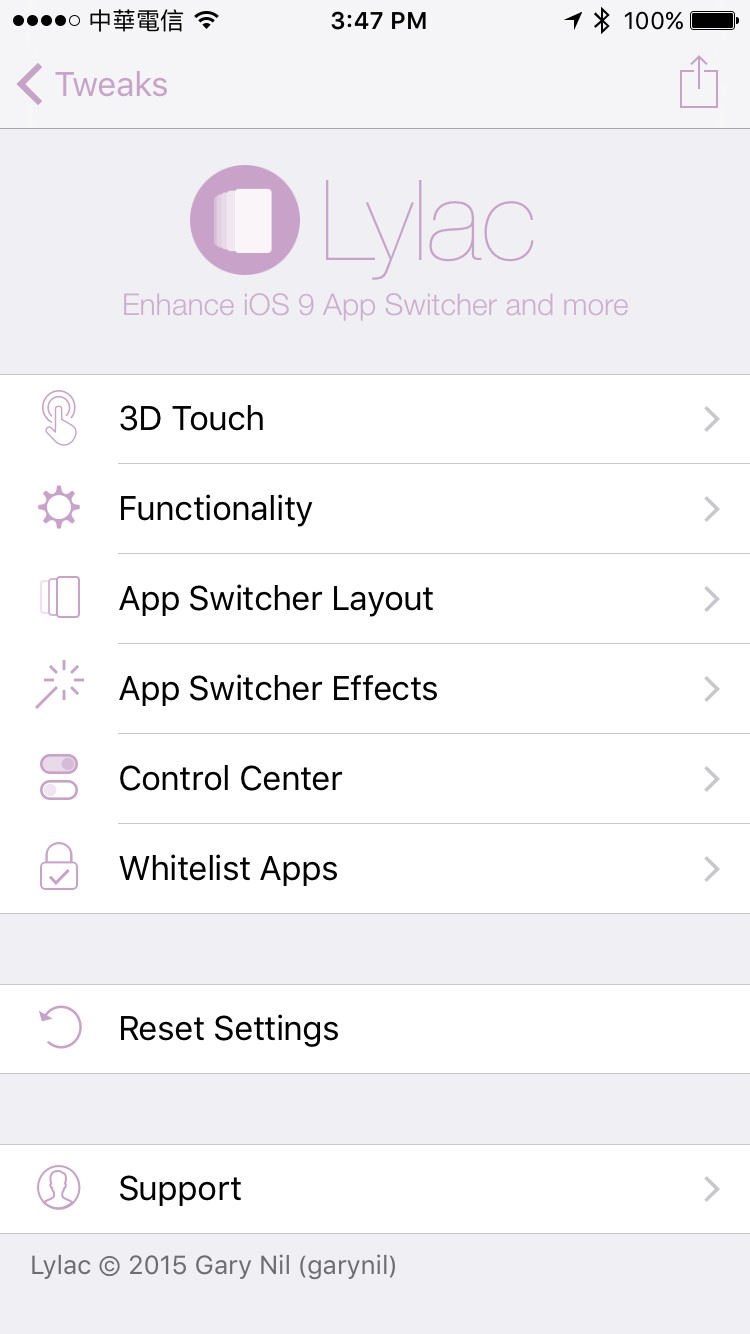 中華電信 3:47 PM 100%
Tweaks
Lylac
Enhance iOS 9 App Switcher and more
3D Touch
Functionality
App Switcher Layout
App Switcher Effects
Control Center
Whitelist Apps
Reset Settings
Support
Lylac © 2015 Gary Nil (garynil)